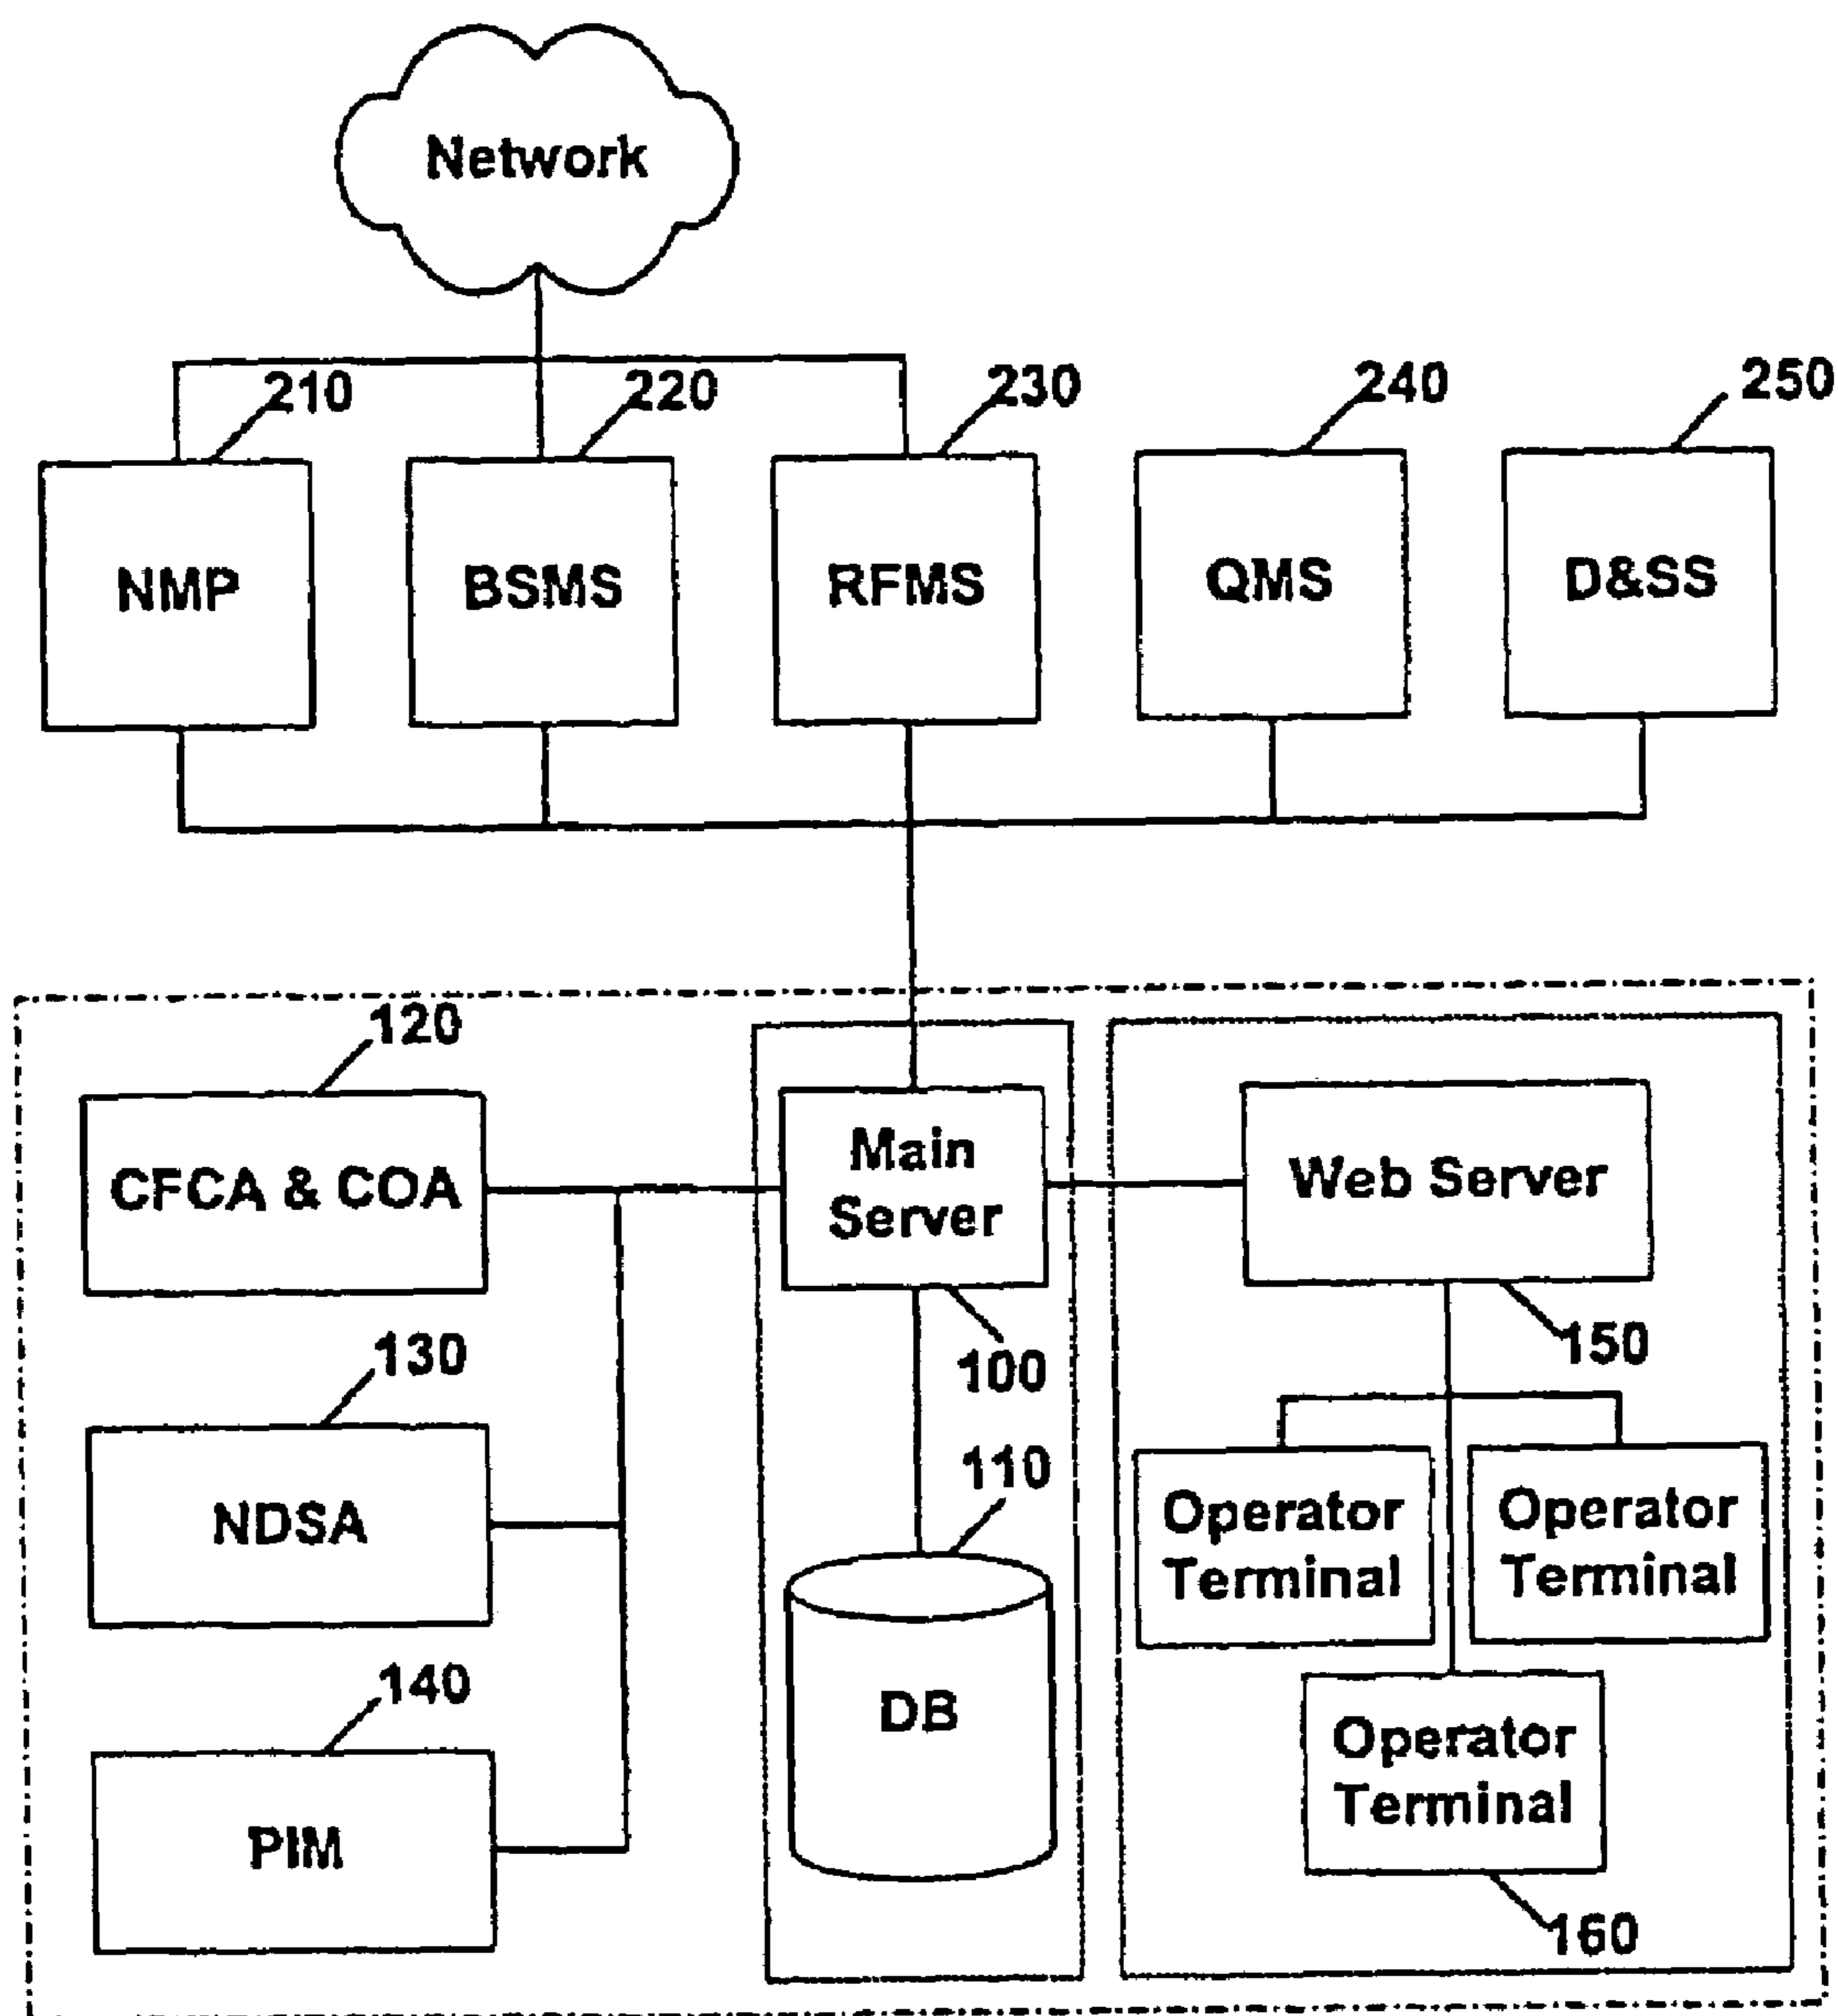 Network
210
220
230
240
250
NMP
BSMS
RFMS
QMS
D&SS
120
CFCA & COA
Main
Server
Web Server
100
150
130
NDSA
110
Operator
Terminal
Operator
Terminal
140
PIM
DB
Operator
Terminal
160